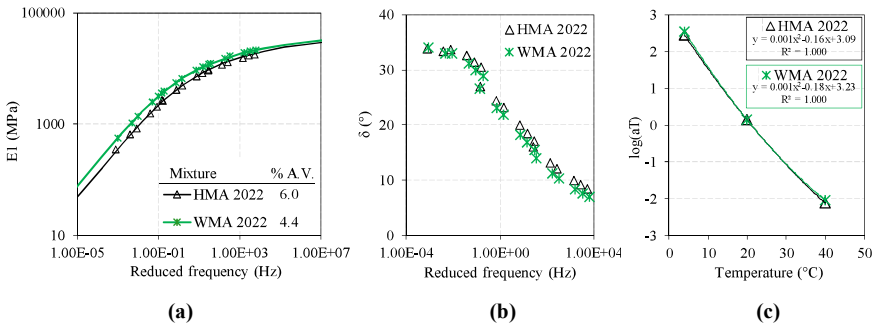 100000
1000
10
E1 (MPa)
Mixture % A.V.
HMA 2022 6.0
WMA 2022 4.4
1.00E-05 1.00E-01 1.00E+03 1.00E+07
Reduced frequency (Hz)
(a)
40
30
20
10
0
δ (°)
HMA 2022
WMA 2022
1.00E-04 1.00E+00 1.00E+04
Reduced frequency (Hz)
(b)
3
2
1
0
-1
-2
-3
log(aT)
HMA 2022
y = 0.001x²-0.16x+3.09
R² = 1.000
WMA 2022
y = 0.001x²-0.18x+3.23
R² = 1.000
0 10 20 30 40 50
Temperature (°C)
(c)